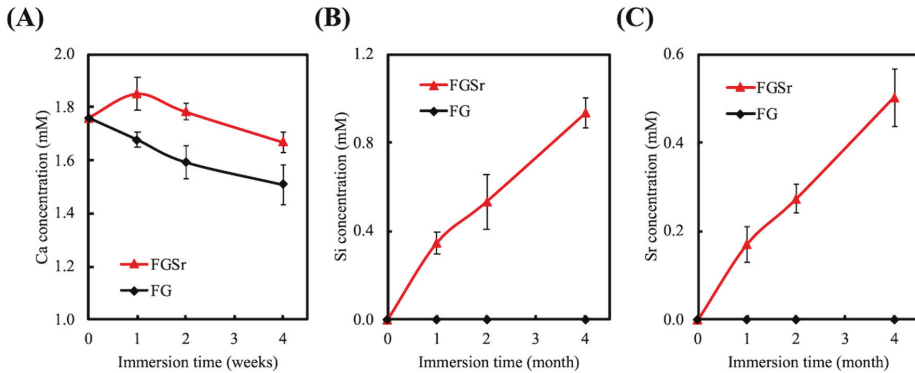 (A)
Ca concentration (mM)
2.0
1.8
1.6
1.4
1.2
1.0
FGSr
FG
0 1 2 3 4
Immersion time (weeks)
(B)
Si concentration (mM)
1.2
0.8
0.4
0.0
FGSr
FG
0 1 2 3 4
Immersion time (month)
(C)
Sr concentration (mM)
0.6
0.4
0.2
0.0
FGSr
FG
0 1 2 3 4
Immersion time (month)